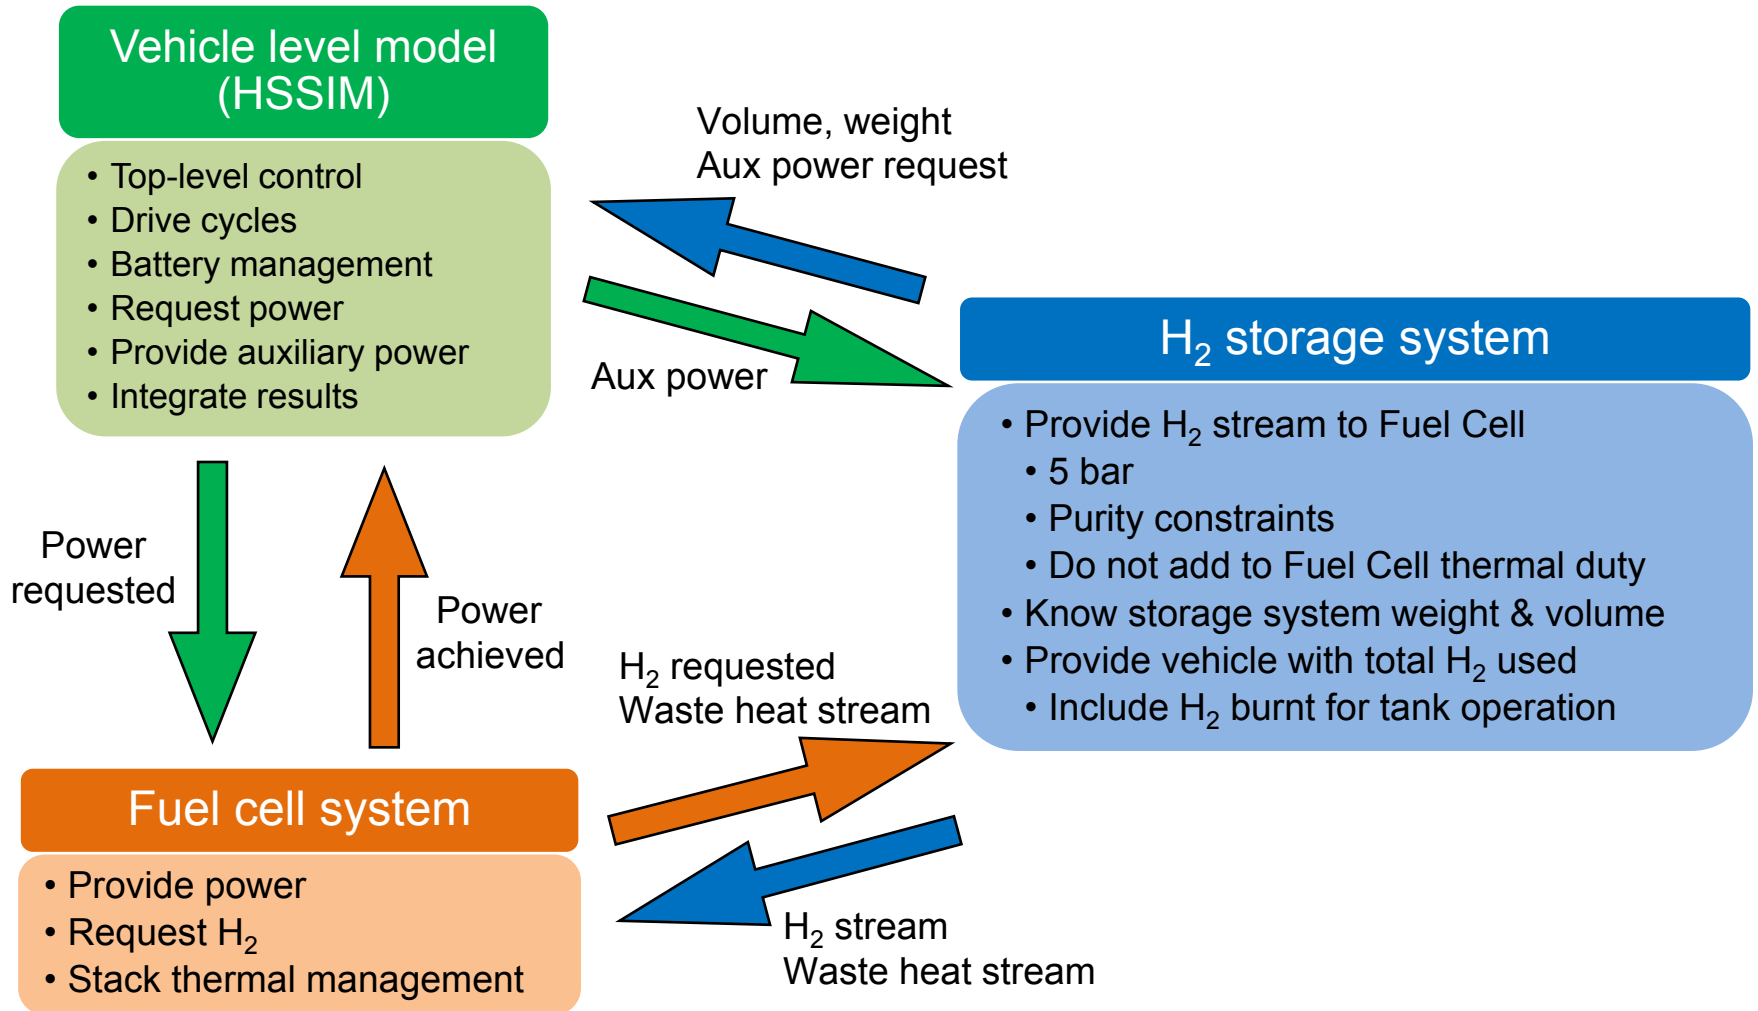 Vehicle level model
(HSSIM)
• Top-level control
• Drive cycles
• Battery management
• Request power
• Provide auxiliary power
• Integrate results
Volume, weight
Aux power request
Aux power
H₂ storage system
• Provide H₂ stream to Fuel Cell
• 5 bar
• Purity constraints
• Do not add to Fuel Cell thermal duty
• Know storage system weight & volume
• Provide vehicle with total H₂ used
• Include H₂ burnt for tank operation
Power
requested
Power
achieved
H₂ requested
Waste heat stream
H₂ stream
Waste heat stream
Fuel cell system
• Provide power
• Request H₂
• Stack thermal management